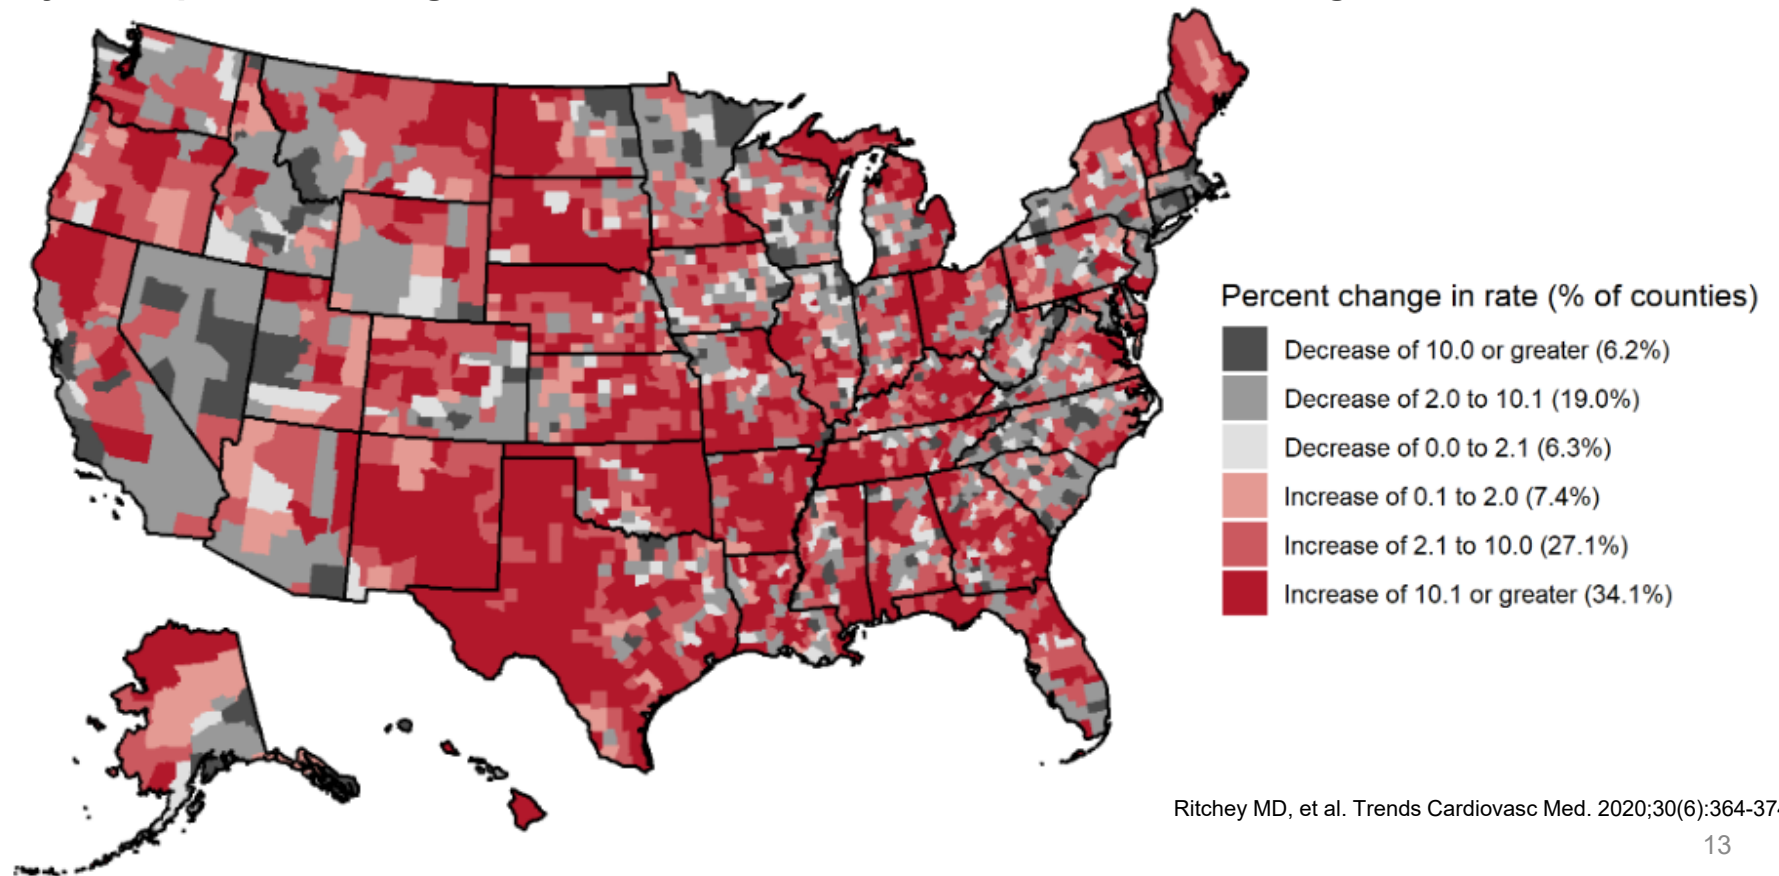 Percent change in rate (% of counties)
Decrease of 10.0 or greater (6.2%)
Decrease of 2.0 to 10.1 (19.0%)
Decrease of 0.0 to 2.1 (6.3%)
Increase of 0.1 to 2.0 (7.4%)
Increase of 2.1 to 10.0 (27.1%)
Increase of 10.1 or greater (34.1%)
Ritchey MD, et al. Trends Cardiovasc Med. 2020;30(6):364-374
13